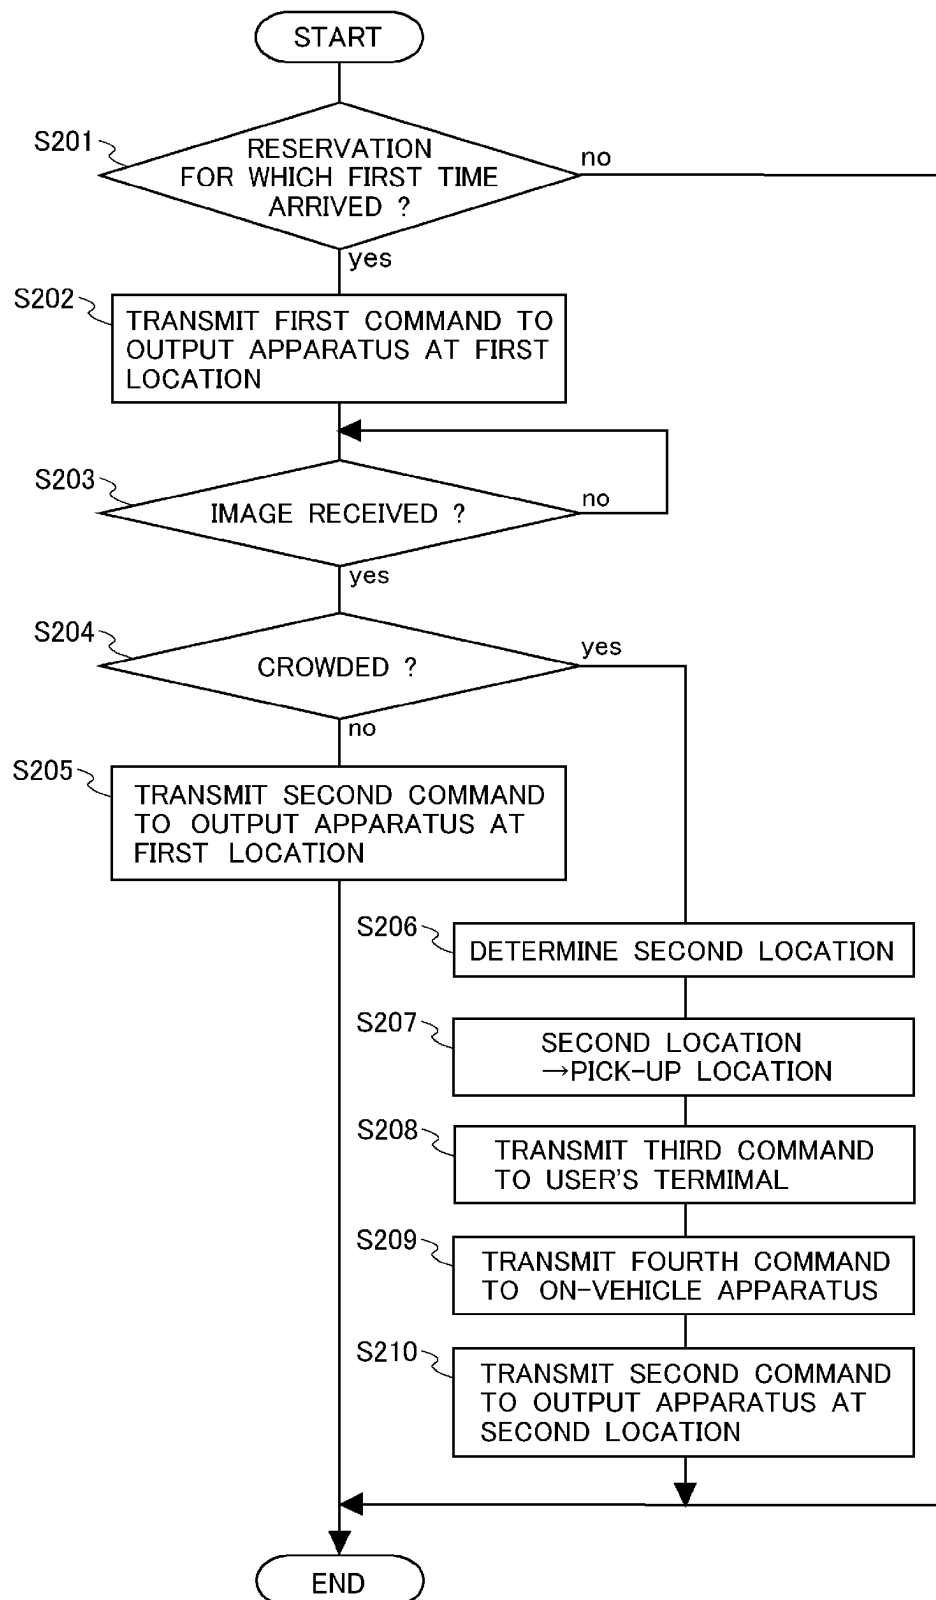 START
S201
RESERVATION
FOR WHICH FIRST TIME
ARRIVED ?
no
yes
S202
TRANSMIT FIRST COMMAND TO
OUTPUT APPARATUS AT FIRST
LOCATION
S203
IMAGE RECEIVED ?
no
yes
S204
CROWDED ?
yes
no
S205
TRANSMIT SECOND COMMAND
TO OUTPUT APPARATUS AT
FIRST LOCATION
S206
DETERMINE SECOND LOCATION
S207
SECOND LOCATION
→PICK-UP LOCATION
S208
TRANSMIT THIRD COMMAND
TO USER'S TERMIMAL
S209
TRANSMIT FOURTH COMMAND
TO ON-VEHICLE APPARATUS
S210
TRANSMIT SECOND COMMAND
TO OUTPUT APPARATUS AT
SECOND LOCATION
END